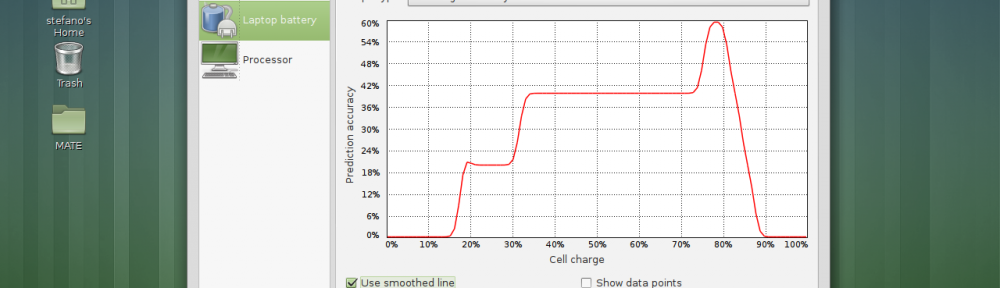 stefano's
Home
Trash
MATE
Laptop battery
Processor
Prediction accuracy
60%
54%
48%
42%
36%
30%
24%
18%
12%
6%
0%
0% 10% 20% 30% 40% 50% 60% 70% 80% 90% 100%
Cell charge
Use smoothed line
Show data points